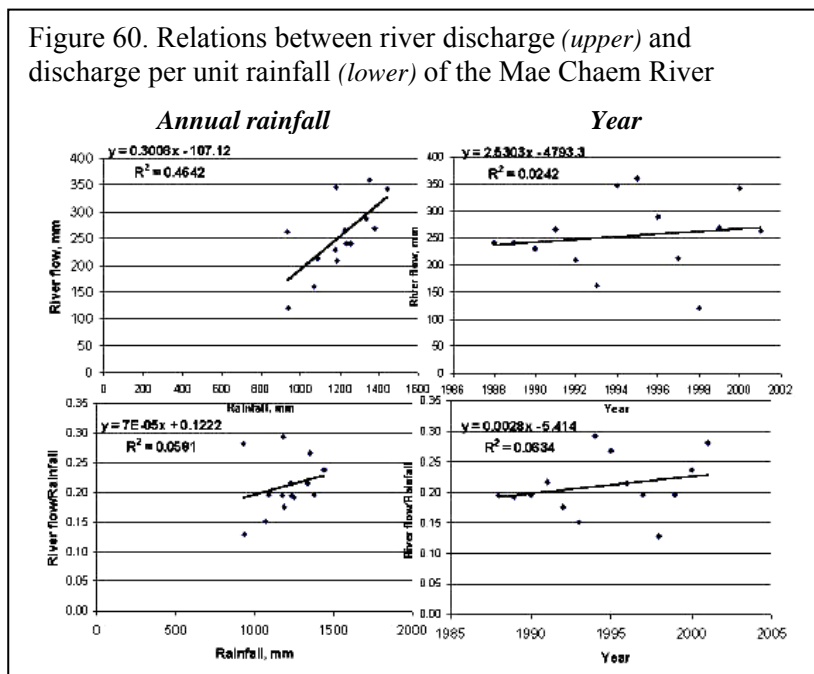 Figure 60. Relations between river discharge (upper) and
discharge per unit rainfall (lower) of the Mae Chaem River
Annual rainfall
Year
y = 0.3006x - 107.12
R² = 0.4642
400
350
300
250
200
150
100
50
0
River flow, mm
0 200 400 600 800 1000 1200 1400 1600
Rainfall, mm
y = 2.5303x - 4793.3
R² = 0.0242
400
350
300
250
200
150
100
50
0
River flow, mm
1986 1988 1990 1992 1994 1996 1998 2000 2002
Year
y = 7E-05x + 0.1222
R² = 0.0581
0.35
0.30
0.25
0.20
0.15
0.10
0.05
0.00
River flow/Rainfall
0 500 1000 1500 2000
Rainfall, mm
y = 0.0028x - 5.414
R² = 0.0634
0.35
0.30
0.25
0.20
0.15
0.10
0.05
0.00
River flow/Rainfall
1985 1990 1995 2000 2005
Year